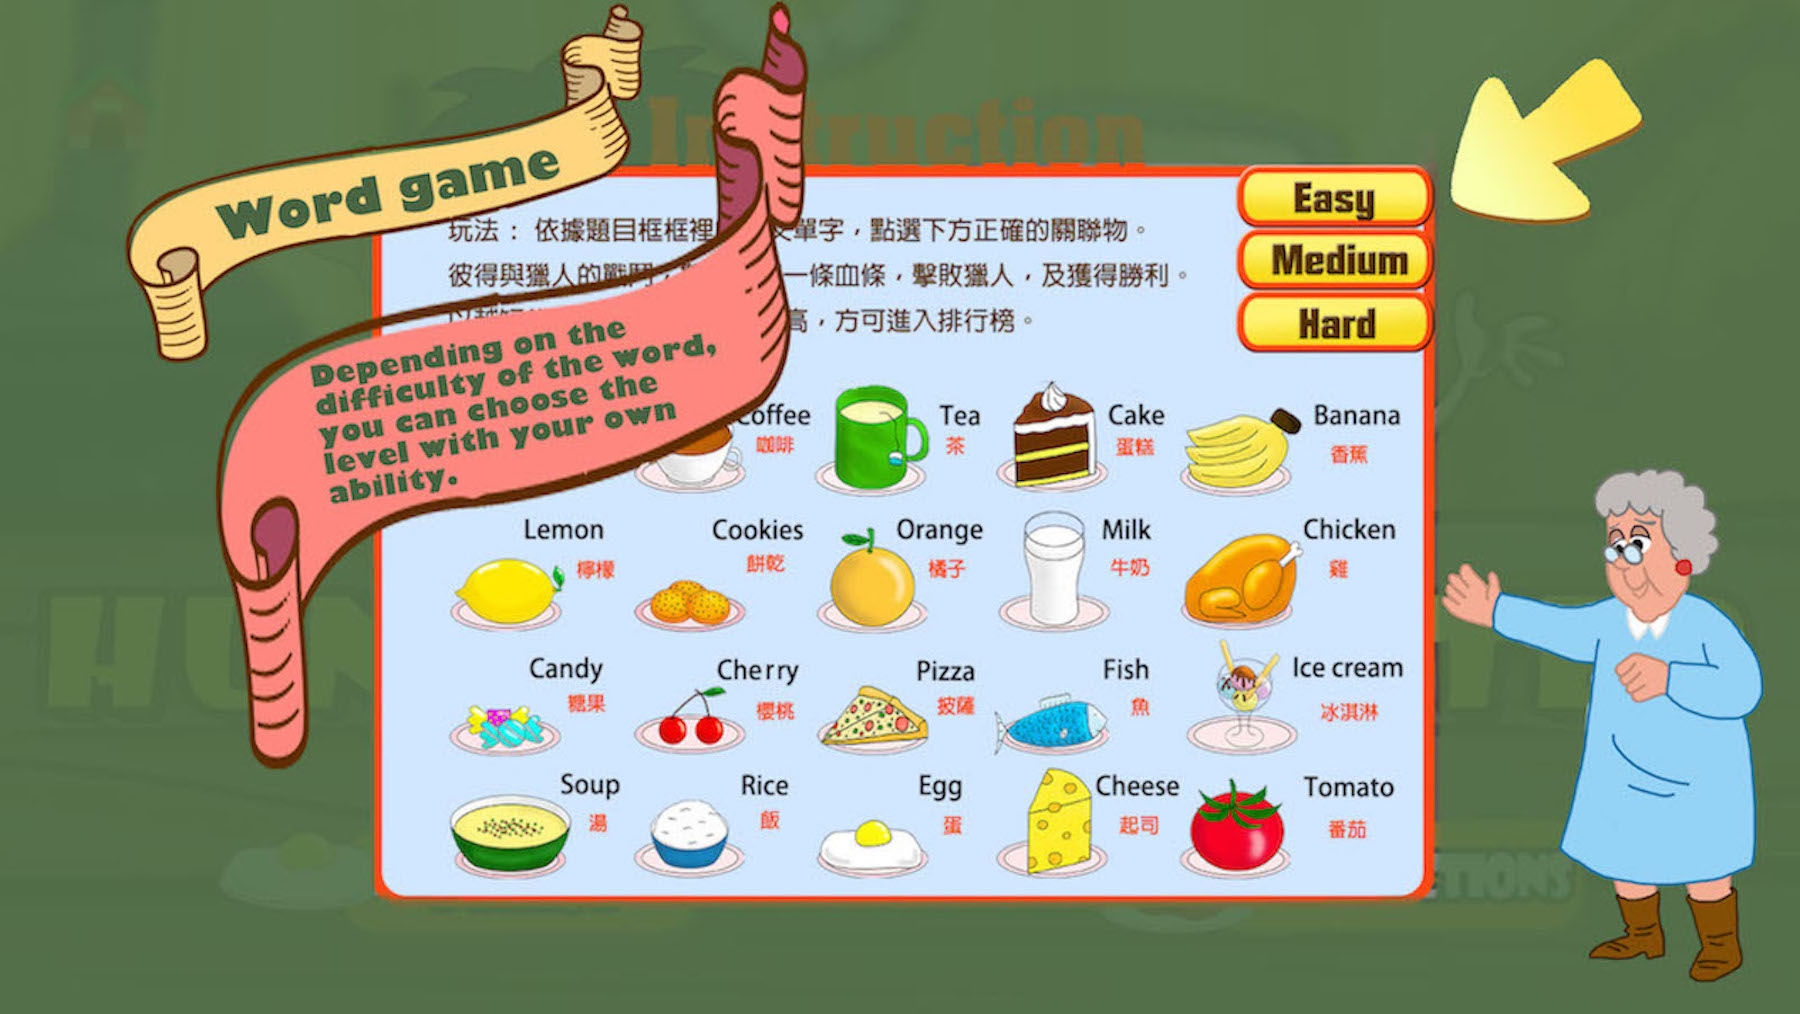 Instruction
Word game
Easy
Medium
Hard
玩法：依據題目框框裡 單字，點選下方正確的關聯物。
彼得與獵人的戰鬥， 一條血條，擊敗獵人，及獲得勝利。
高，方可進入排行榜。
Depending on the
difficulty of the word,
you can choose the
level with your own
ability.
Coffee
咖啡
Tea
茶
Cake
蛋糕
Banana
香蕉
Lemon
檸檬
Cookies
餅乾
Orange
橘子
Milk
牛奶
Chicken
雞
Candy
糖果
Cherry
櫻桃
Pizza
披薩
Fish
魚
Ice cream
冰淇淋
Soup
湯
Rice
飯
Egg
蛋
Cheese
起司
Tomato
番茄